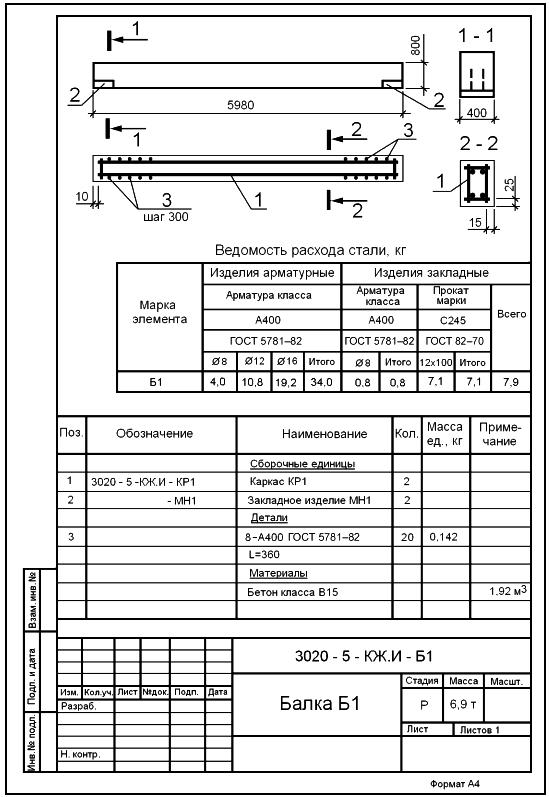 1
1 - 1
800
2
2
5980
400
1
2
3
2 - 2
10
3
шаг 300
1
2
1
25
15
Ведомость расхода стали, кг
Марка элемента
Изделия арматурные
Изделия закладные
Всего
Арматура класса
Арматура класса
Прокат марки
А400
А400
С245
ГОСТ 5781–82
ГОСТ 5781–82
ГОСТ 82–70
Ø8 Ø12 Ø16 Итого Ø8 Итого 12х100 Итого
Б1 4,0 10,8 19,2 34,0 0,8 0,8 7,1 7,1 7,9
Поз. Обозначение Наименование Кол. Масса ед., кг Приме-чание
Сборочные единицы
1 3020 - 5 -КЖ.И - КР1 Каркас КР1 2
2 - МН1 Закладное изделие МН1 2
Детали
3 8–А400 ГОСТ 5781–82 20 0,142
L=360
Материалы
Бетон класса В15 1.92 м3
Взам. инв.№
Подп. и дата
Инв.№ подл.
3020 - 5 - КЖ.И - Б1
Изм. Кол.уч. Лист №док. Подп. Дата
Разраб.
Н. контр.
Балка Б1
Стадия Масса Масшт.
Р 6,9 т
Лист Листов 1
Формат А4